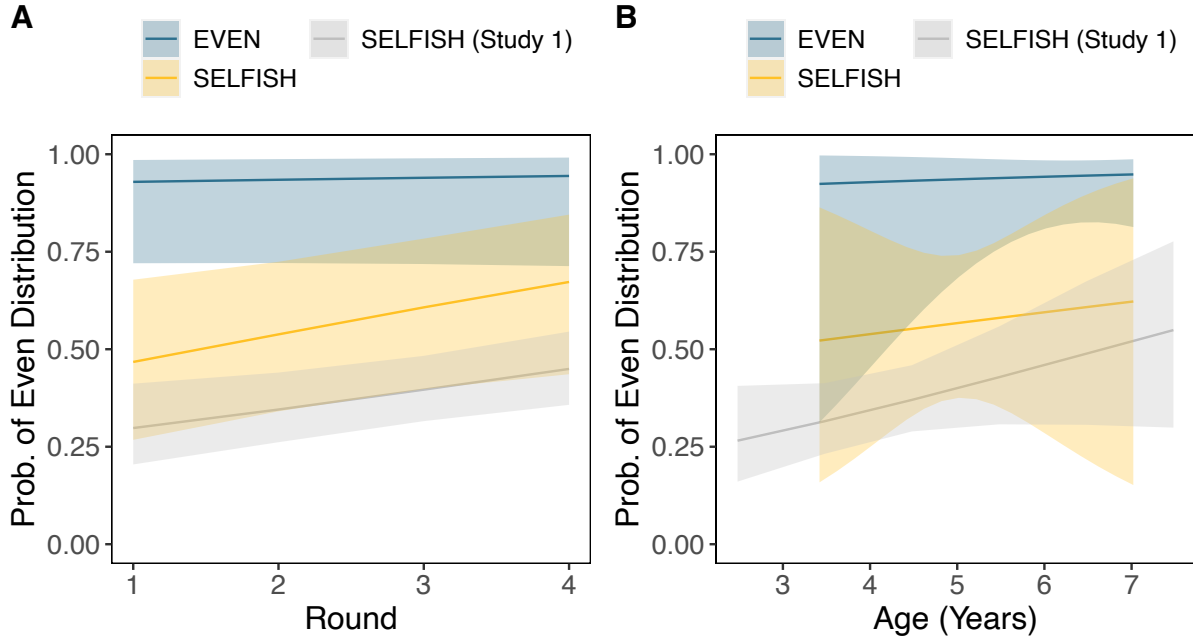 A
EVEN
SELFISH (Study 1)
SELFISH
Prob. of Even Distribution
1.00
0.75
0.50
0.25
0.00
1
2
3
4
Round
B
EVEN
SELFISH (Study 1)
SELFISH
Prob. of Even Distribution
1.00
0.75
0.50
0.25
0.00
3
4
5
6
7
Age (Years)